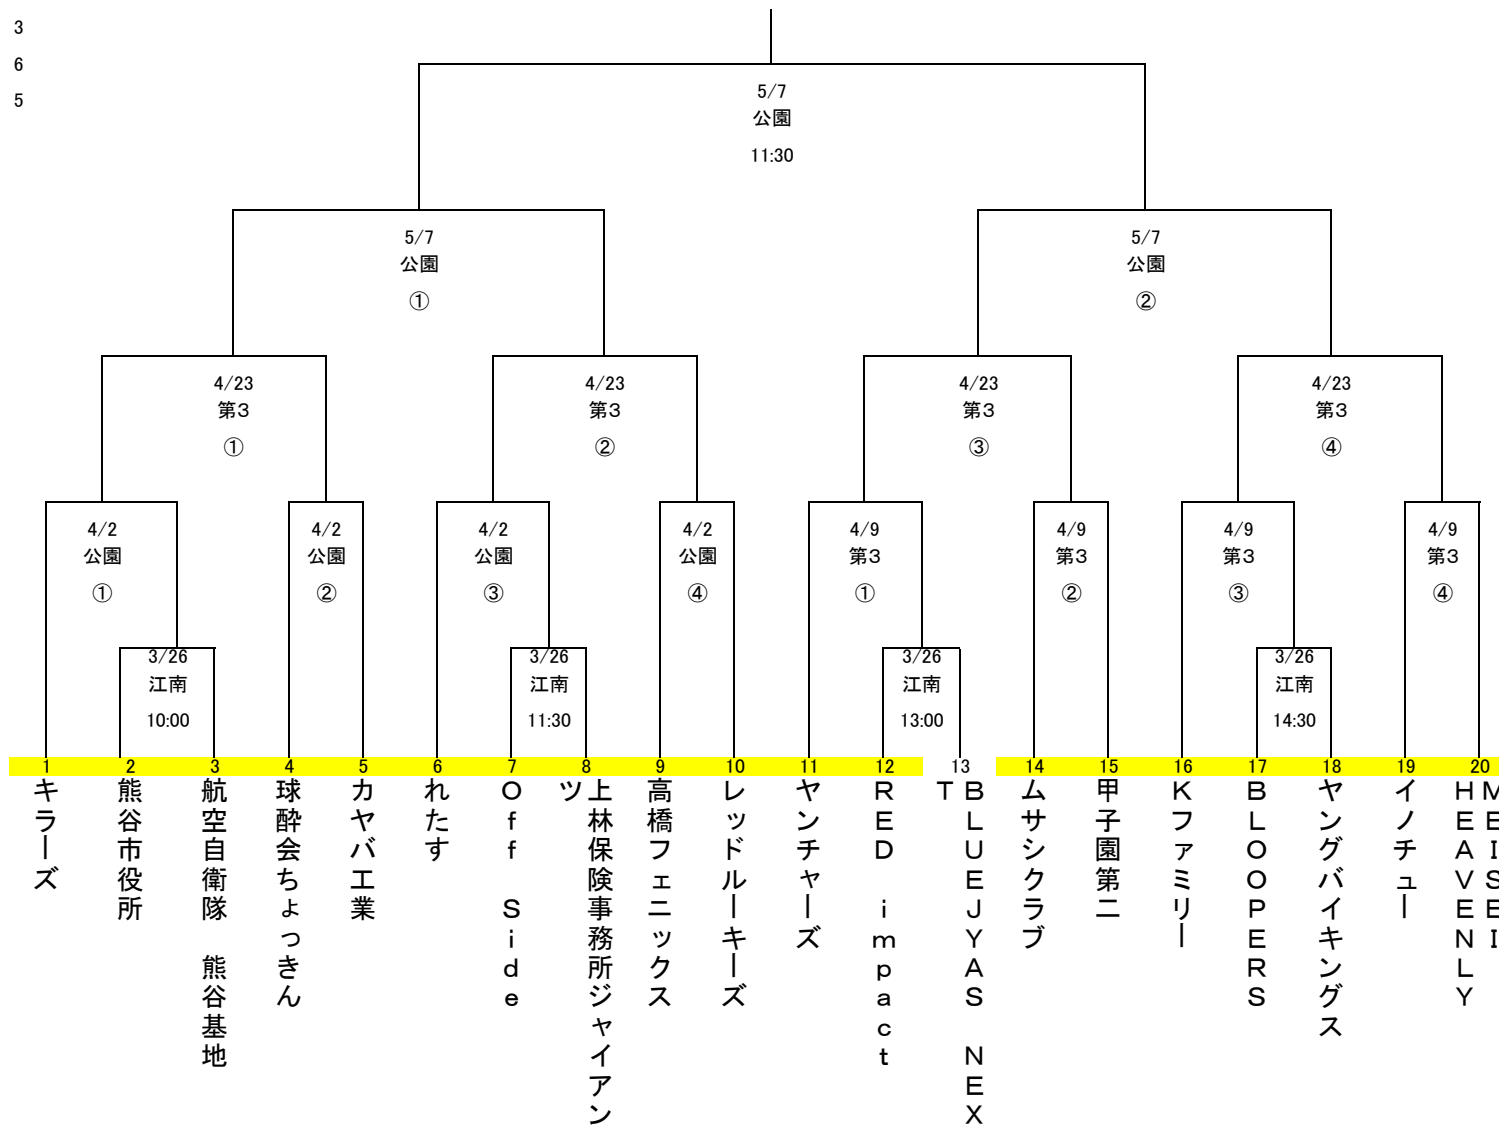 3
6
5
5/7
公園
11:30
5/7
公園
①
5/7
公園
②
4/23
第3
①
4/23
第3
②
4/23
第3
③
4/23
第3
④
4/2
公園
①
4/2
公園
②
4/2
公園
③
4/2
公園
④
4/9
第3
①
4/9
第3
②
4/9
第3
③
4/9
第3
④
3/26
江南
10:00
3/26
江南
11:30
3/26
江南
13:00
3/26
江南
14:30
1
キラーズ
2
熊谷市役所
3
航空自衛隊 熊谷基地
4
球酔会ちょっきん
5
カヤバ工業
6
れたす
7
Ｏｆｆ Ｓｉｄｅ
8
上林保険事務所ジャイアン
ツ
9
高橋フェニックス
10
レッドルーキーズ
11
ヤンチャーズ
12
ＲＥＤ ｉｍｐａｃｔ
13
ＢＬＵＥＪＹＡＳ ＮＥＸ
Ｔ
14
ムサシクラブ
15
甲子園第二
16
Ｋファミリー
17
ＢＬＯＯＰＥＲＳ
18
ヤングバイキングス
19
イノチュー
20
ＭＥＩＳＥＩ
ＨＥＡＶＥＮＬＹ